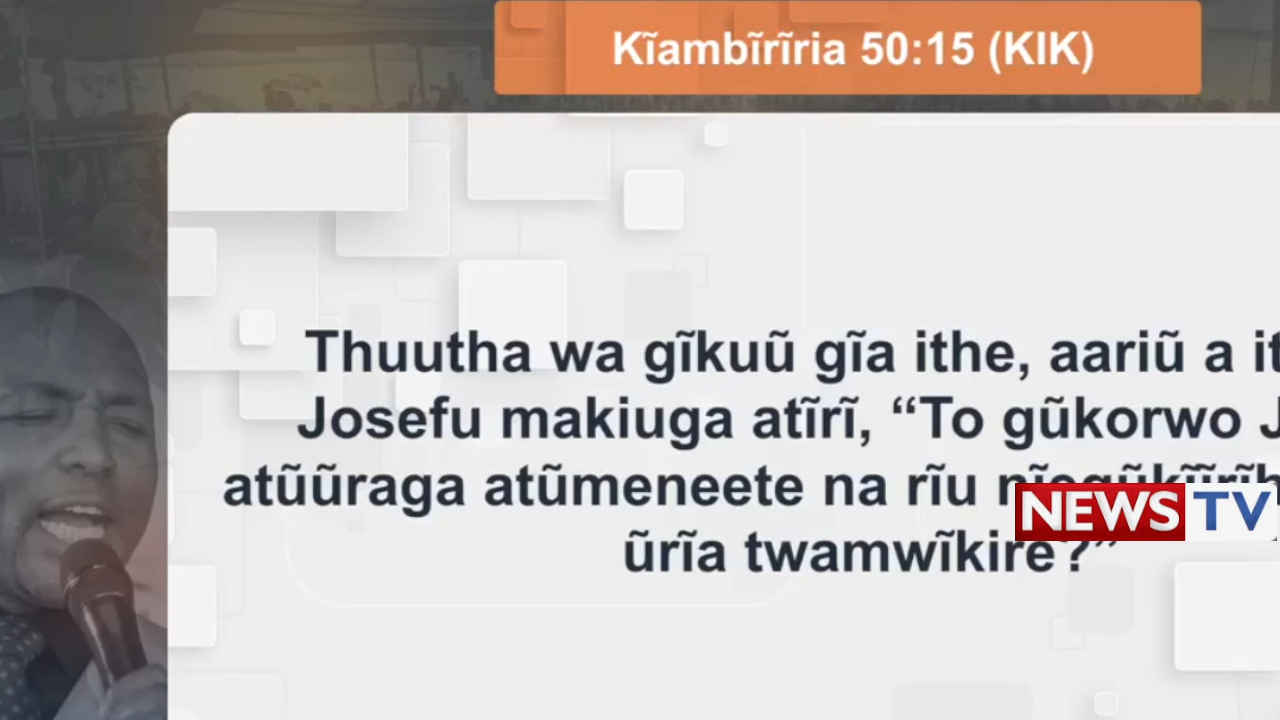 Kĩambĩrĩria 50:15 (KIK)
Thuutha wa gĩkuũ gĩa ithe, aariũ a
Josefu makiuga atĩrĩ, “To gũkorwo
atũũraga atũmeneete na rĩu
NEWS TV
ũrĩa twamwĩkire?”